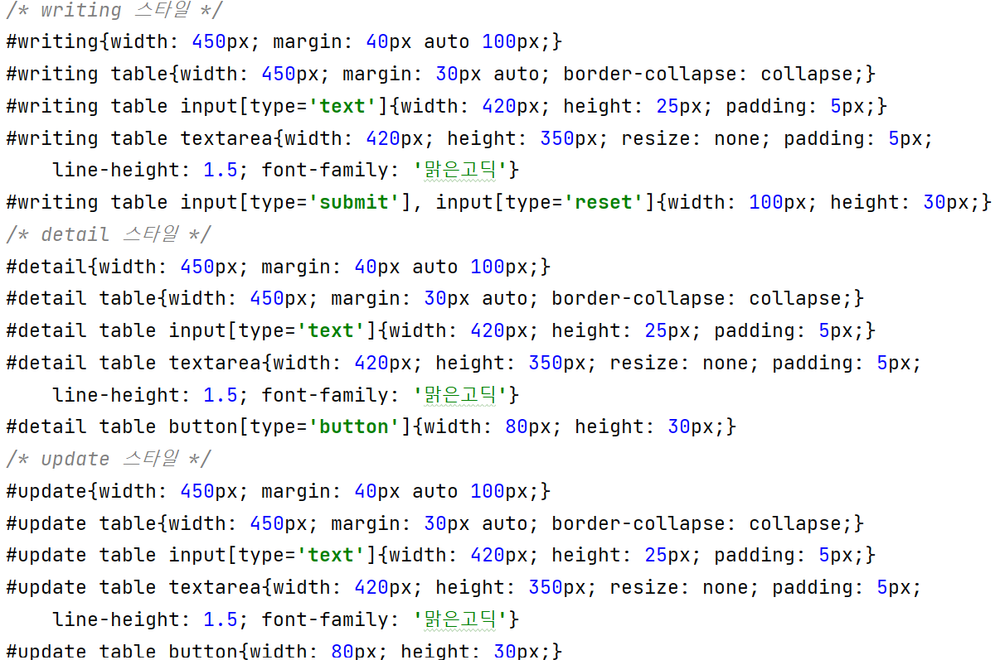 /* writing 스타일 */
#writing{width: 450px; margin: 40px auto 100px;}
#writing table{width: 450px; margin: 30px auto; border-collapse: collapse;}
#writing table input[type='text']{width: 420px; height: 25px; padding: 5px;}
#writing table textarea{width: 420px; height: 350px; resize: none; padding: 5px;
    line-height: 1.5; font-family: '맑은고딕'}
#writing table input[type='submit'], input[type='reset']{width: 100px; height: 30px;}
/* detail 스타일 */
#detail{width: 450px; margin: 40px auto 100px;}
#detail table{width: 450px; margin: 30px auto; border-collapse: collapse;}
#detail table input[type='text']{width: 420px; height: 25px; padding: 5px;}
#detail table textarea{width: 420px; height: 350px; resize: none; padding: 5px;
    line-height: 1.5; font-family: '맑은고딕'}
#detail table button[type='button']{width: 80px; height: 30px;}
/* update 스타일 */
#update{width: 450px; margin: 40px auto 100px;}
#update table{width: 450px; margin: 30px auto; border-collapse: collapse;}
#update table input[type='text']{width: 420px; height: 25px; padding: 5px;}
#update table textarea{width: 420px; height: 350px; resize: none; padding: 5px;
    line-height: 1.5; font-family: '맑은고딕'}
#update table button{width: 80px; height: 30px;}